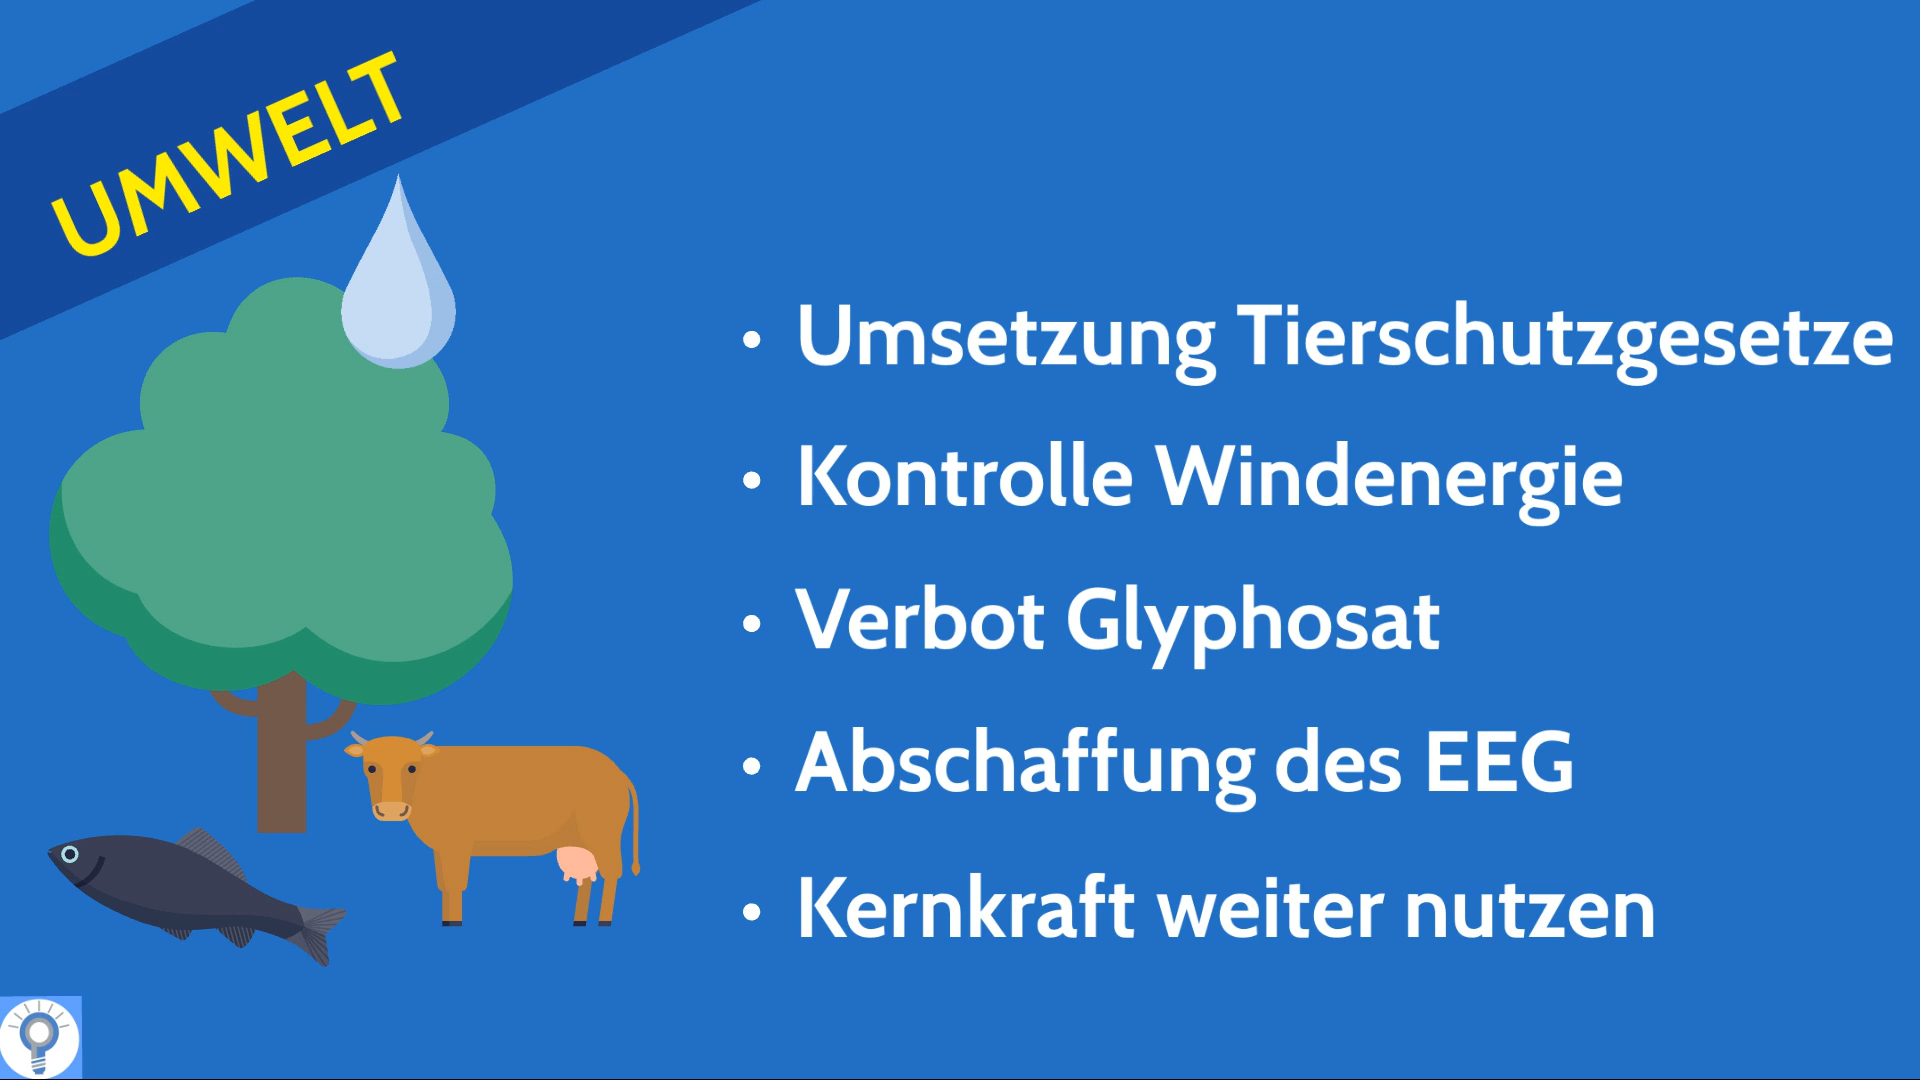 UMWELT
• Umsetzung Tierschutzgesetze
• Kontrolle Windenergie
• Verbot Glyphosat
• Abschaffung des EEG
• Kernkraft weiter nutzen